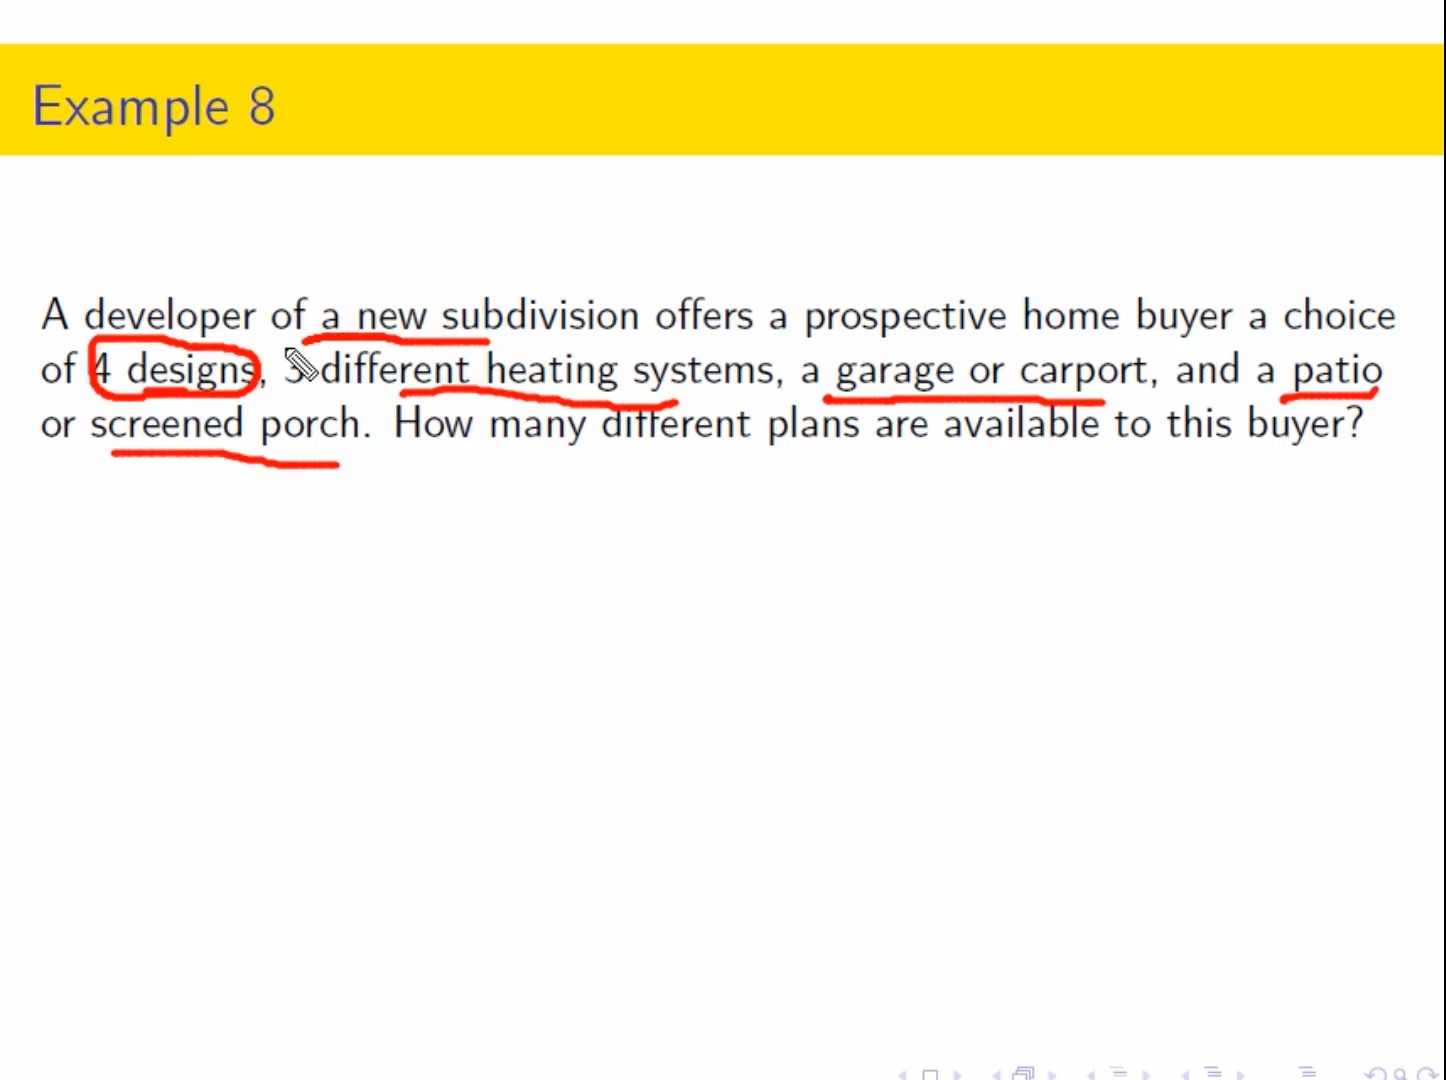 Example 8
A developer of a new subdivision offers a prospective home buyer a choice
of 4 designs, 3 different heating systems, a garage or carport, and a patio
or screened porch. How many different plans are available to this buyer?